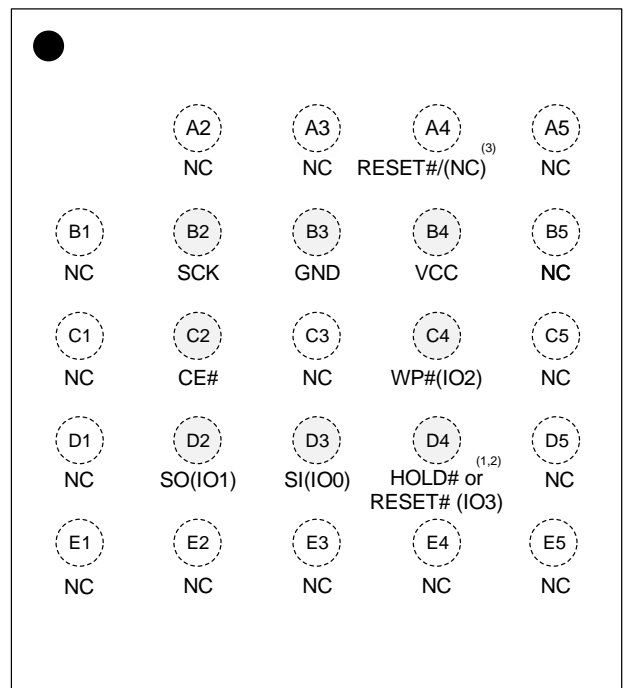 A2 A3 A4 A5
(3)
NC NC RESET#/(NC) NC
B1 B2 B3 B4 B5
NC SCK GND VCC NC
C1 C2 C3 C4 C5
NC CE# NC WP#(IO2) NC
D1 D2 D3 D4 D5
(1,2)
NC SO(IO1) SI(IO0) HOLD# or NC
RESET# (IO3)
E1 E2 E3 E4 E5
NC NC NC NC NC